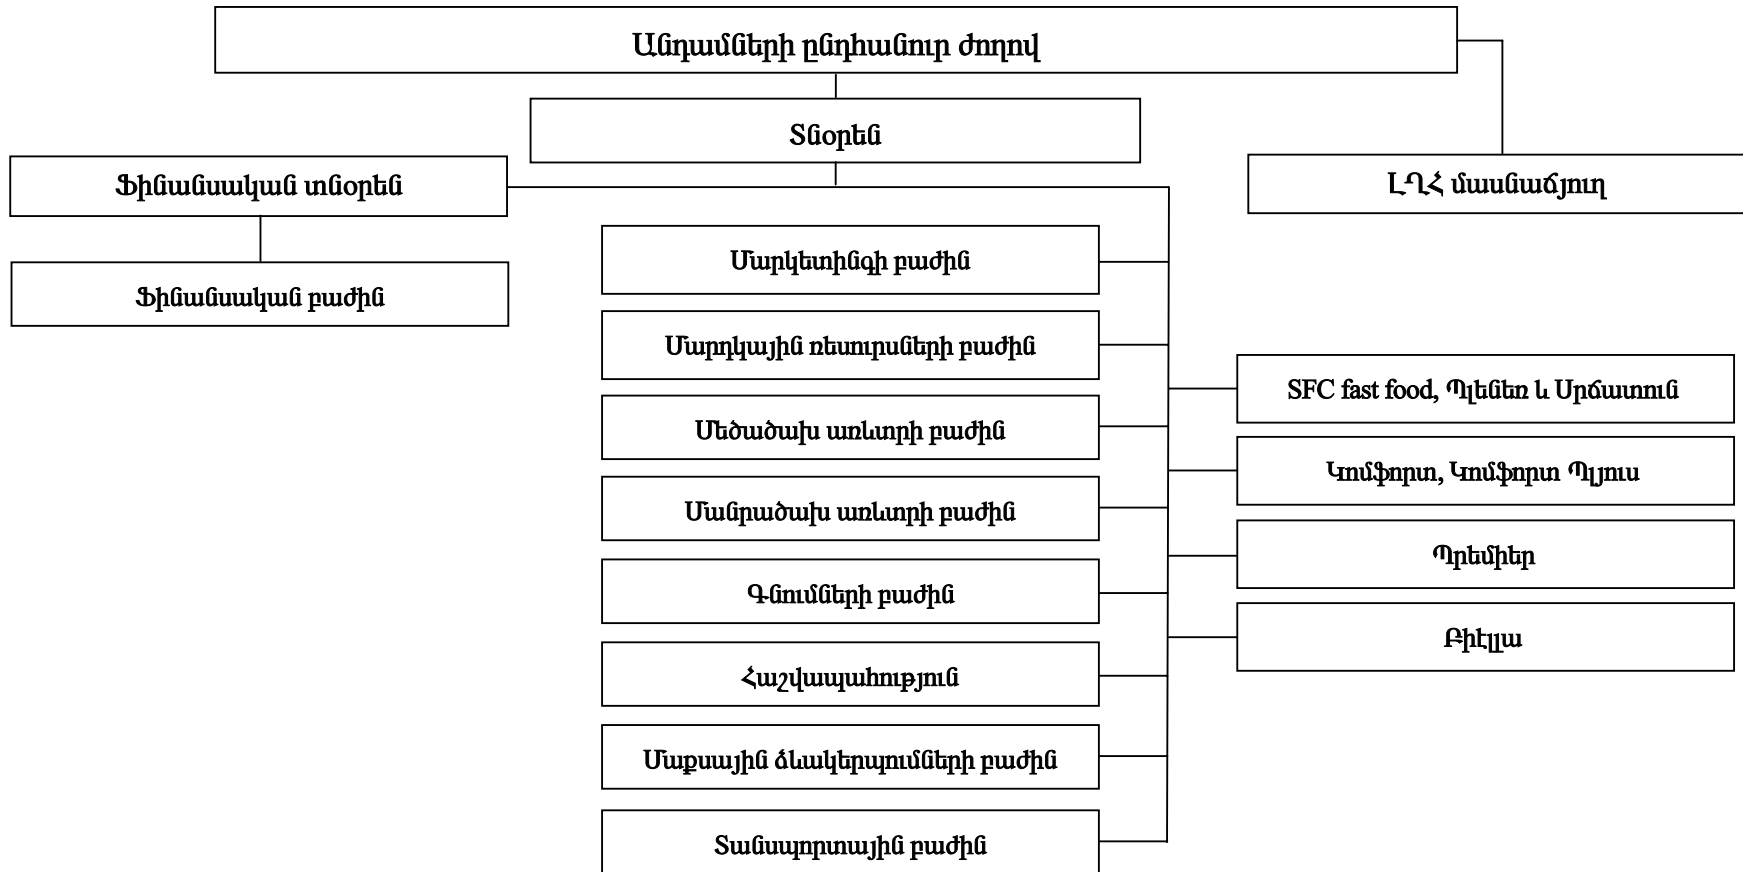 Անդամների ընդհանուր ժողով
Տնօրեն
Ֆինանսական տնօրեն
ԼՂՀ մասնաճյուղ
Ֆինանսական բաժին
Մարկետինգի բաժին
Մարդկային ռեսուրսների բաժին
Մեծածախ առևտրի բաժին
Մանրածախ առևտրի բաժին
Գնումների բաժին
Հաշվապահություն
Մաքսային ձևակերպումների բաժին
Տանսպորտային բաժին
SFC fast food, Պլեներ և Սրճատուն
Կոմֆորտ, Կոմֆորտ Պլյուս
Պրեմիեր
Բիէլլա